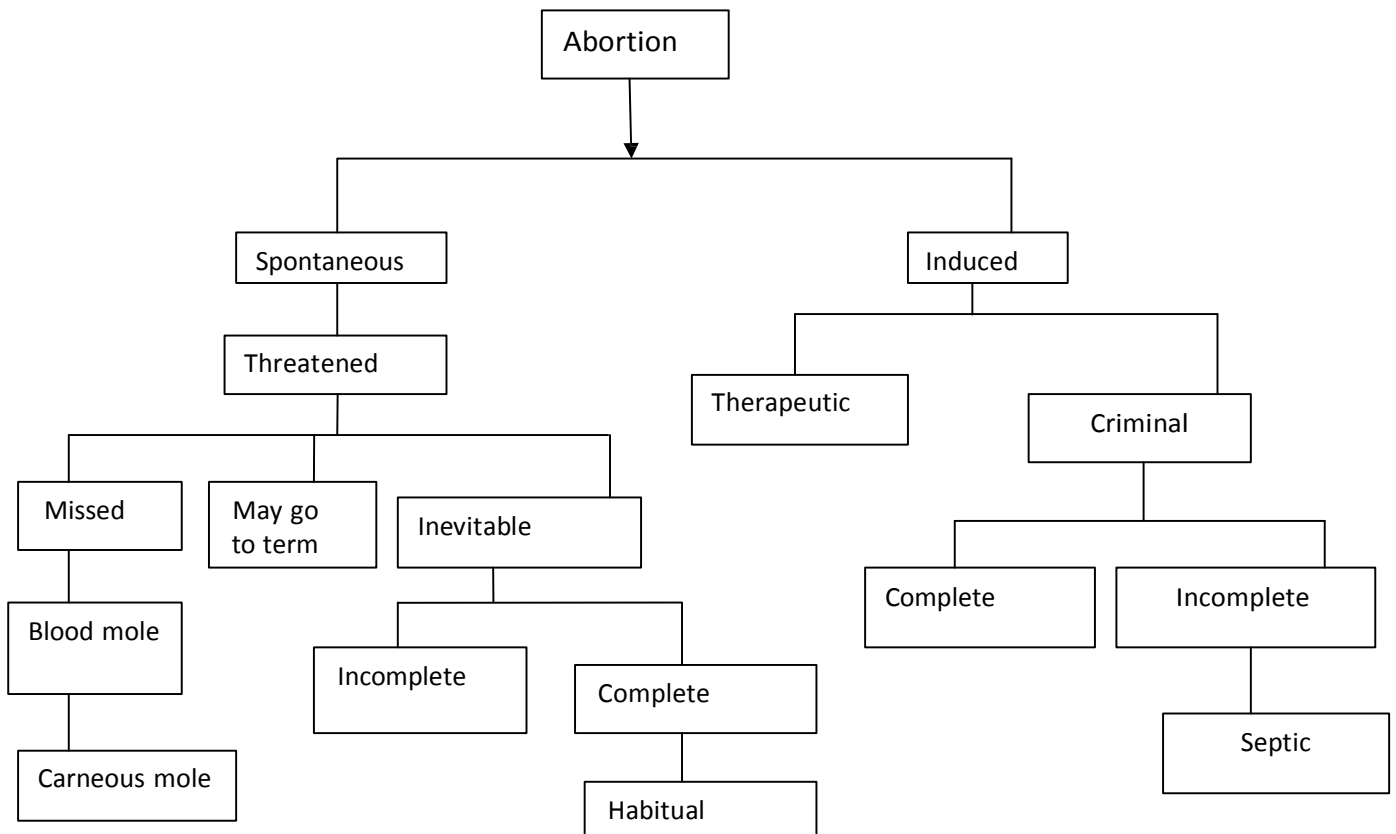 Abortion
Spontaneous
Induced
Threatened
Therapeutic
Criminal
Missed
May go
to term
Inevitable
Complete
Incomplete
Blood mole
Incomplete
Complete
Septic
Carneous mole
Habitual